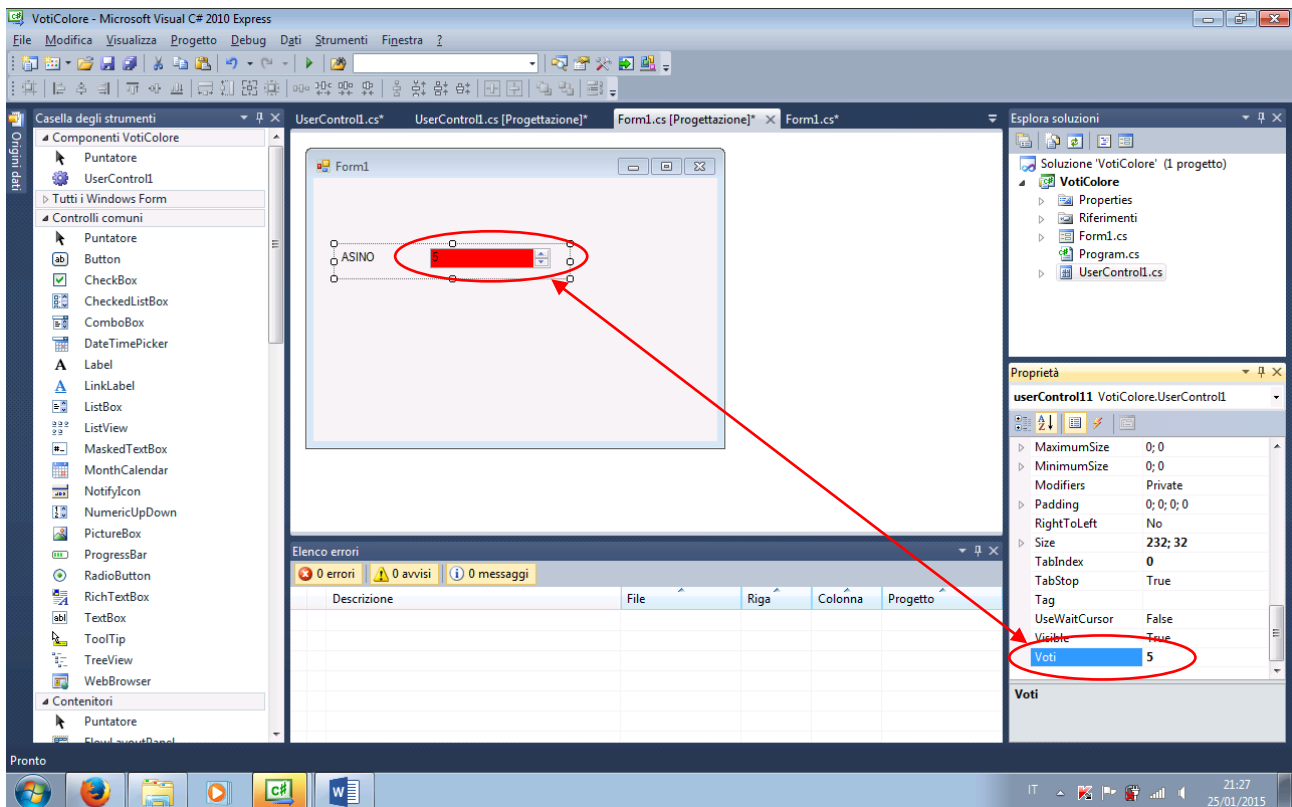 VotiColore - Microsoft Visual C# 2010 Express
File Modifica Visualizza Progetto Debug Dati Strumenti Finestra ?
Origini dati
Casella degli strumenti
Componenti VotiColore
Puntatore
UserControl1
Tutti i Windows Form
Controlli comuni
Puntatore
Button
CheckBox
CheckedListBox
ComboBox
DateTimePicker
Label
LinkLabel
ListBox
ListView
MaskedTextBox
MonthCalendar
NotifyIcon
NumericUpDown
PictureBox
ProgressBar
RadioButton
RichTextBox
TextBox
ToolTip
TreeView
WebBrowser
Contenitori
Puntatore
FlowLayoutPanel
UserControl1.cs* UserControl1.cs [Progettazione]* Form1.cs [Progettazione]* Form1.cs*
Form1
ASINO 5
Elenco errori
0 errori 0 avvisi 0 messaggi
Descrizione File Riga Colonna Progetto
Esplora soluzioni
Soluzione 'VotiColore' (1 progetto)
VotiColore
Properties
Riferimenti
Form1.cs
Program.cs
UserControl1.cs
Proprietà
userControl11 VotiColore.UserControl1
MaximumSize 0; 0
MinimumSize 0; 0
Modifiers Private
Padding 0; 0; 0; 0
RightToLeft No
Size 232; 32
TabIndex 0
TabStop True
Tag
UseWaitCursor False
Visible True
Voti 5
Voti
Pronto
IT
21:27
25/01/2015